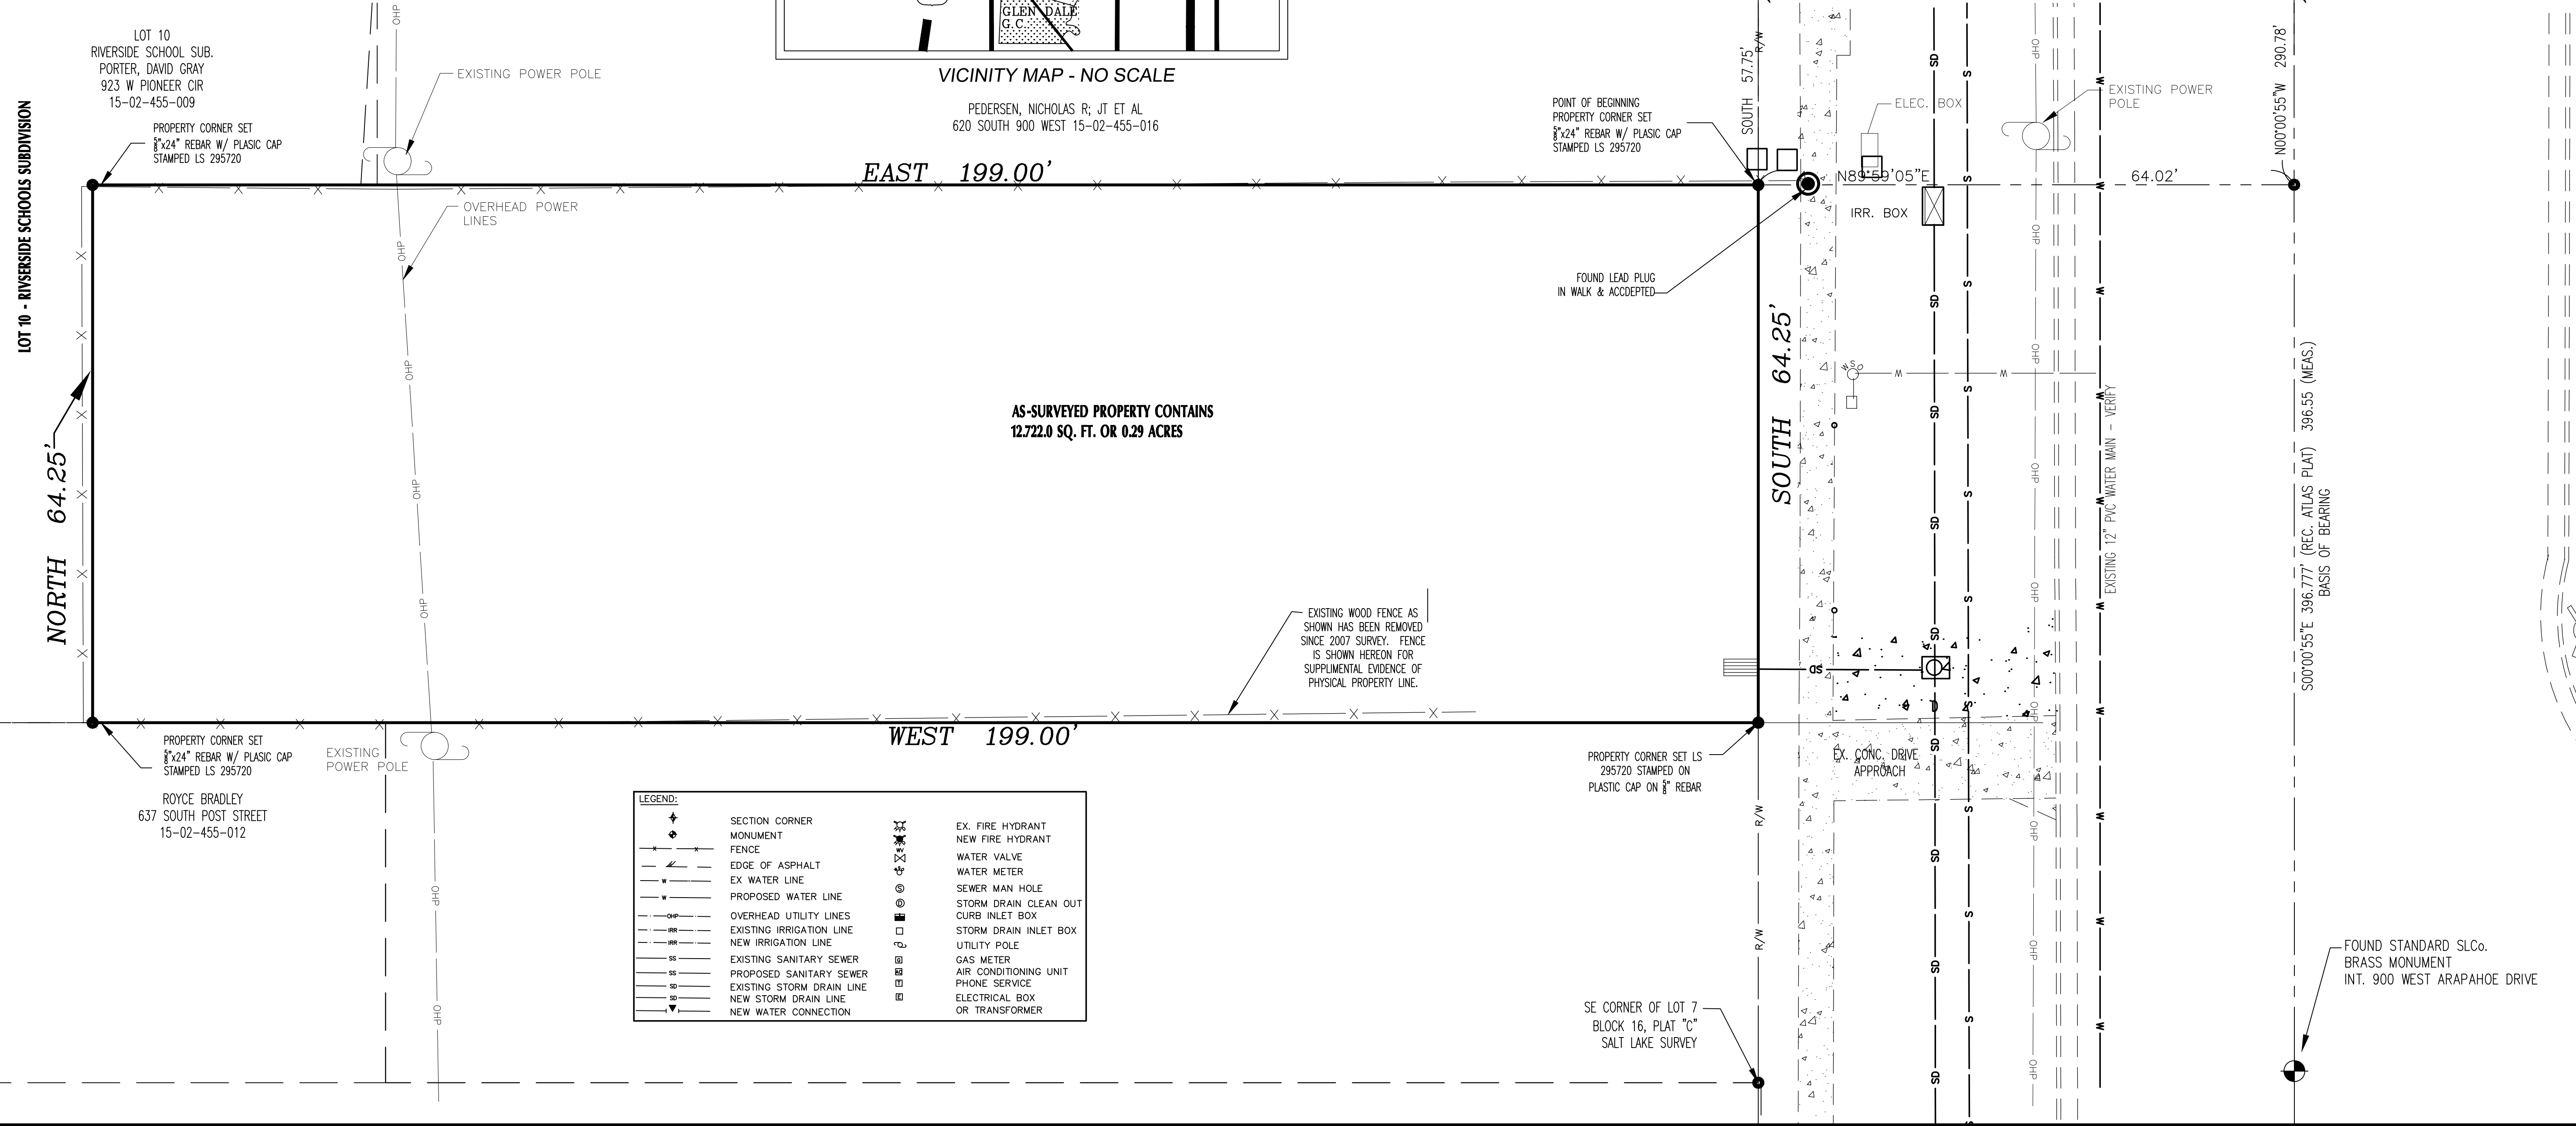 GLEN DALE
G.C.
VICINITY MAP - NO SCALE
PEDERSEN, NICHOLAS R; JT ET AL
620 SOUTH 900 WEST 15-02-455-016
LOT 10
RIVERSIDE SCHOOL SUB.
PORTER, DAVID GRAY
923 W PIONEER CIR
15-02-455-009
LOT 10 - RIVSERSIDE SCHOOLS SUBDIVISION
PROPERTY CORNER SET
5/8"x24" REBAR W/ PLASIC CAP
STAMPED LS 295720
OHP
EXISTING POWER POLE
OVERHEAD POWER
LINES
OHP
OHP
OHP
OHP
EAST 199.00'
POINT OF BEGINNING
PROPERTY CORNER SET
5/8"x24" REBAR W/ PLASIC CAP
STAMPED LS 295720
SOUTH 57.75'
R/W
ELEC. BOX
EXISTING POWER
POLE
N00°00'55"W 290.78'
N89°59'05"E
64.02'
IRR. BOX
FOUND LEAD PLUG
IN WALK & ACCDEPTED
NORTH 64.25'
SOUTH 64.25'
AS-SURVEYED PROPERTY CONTAINS
12.722.0 SQ. FT. OR 0.29 ACRES
WSO
W
W
EXISTING 12" PVC WATER MAIN - VERIFY
S00°00'55"E 396.777' (REC. ATLAS PLAT) 396.55 (MEAS.)
BASIS OF BEARING
EXISTING WOOD FENCE AS
SHOWN HAS BEEN REMOVED
SINCE 2007 SURVEY. FENCE
IS SHOWN HEREON FOR
SUPPLIMENTAL EVIDENCE OF
PHYSICAL PROPERTY LINE.
WEST 199.00'
SD
D
PROPERTY CORNER SET
5/8"x24" REBAR W/ PLASIC CAP
STAMPED LS 295720
EXISTING
POWER POLE
ROYCE BRADLEY
637 SOUTH POST STREET
15-02-455-012
PROPERTY CORNER SET LS
295720 STAMPED ON
PLASTIC CAP ON 5/8" REBAR
EX. CONC. DRIVE
APPROACH
R/W
R/W
OHP
OHP
LEGEND:
SECTION CORNER
MONUMENT
FENCE
EDGE OF ASPHALT
EX WATER LINE
PROPOSED WATER LINE
OVERHEAD UTILITY LINES
EXISTING IRRIGATION LINE
NEW IRRIGATION LINE
EXISTING SANITARY SEWER
PROPOSED SANITARY SEWER
EXISTING STORM DRAIN LINE
NEW STORM DRAIN LINE
NEW WATER CONNECTION
EX. FIRE HYDRANT
NEW FIRE HYDRANT
WATER VALVE
WATER METER
SEWER MAN HOLE
STORM DRAIN CLEAN OUT
CURB INLET BOX
STORM DRAIN INLET BOX
UTILITY POLE
GAS METER
AIR CONDITIONING UNIT
PHONE SERVICE
ELECTRICAL BOX
OR TRANSFORMER
SE CORNER OF LOT 7
BLOCK 16, PLAT "C"
SALT LAKE SURVEY
FOUND STANDARD SLCo.
BRASS MONUMENT
INT. 900 WEST ARAPAHOE DRIVE